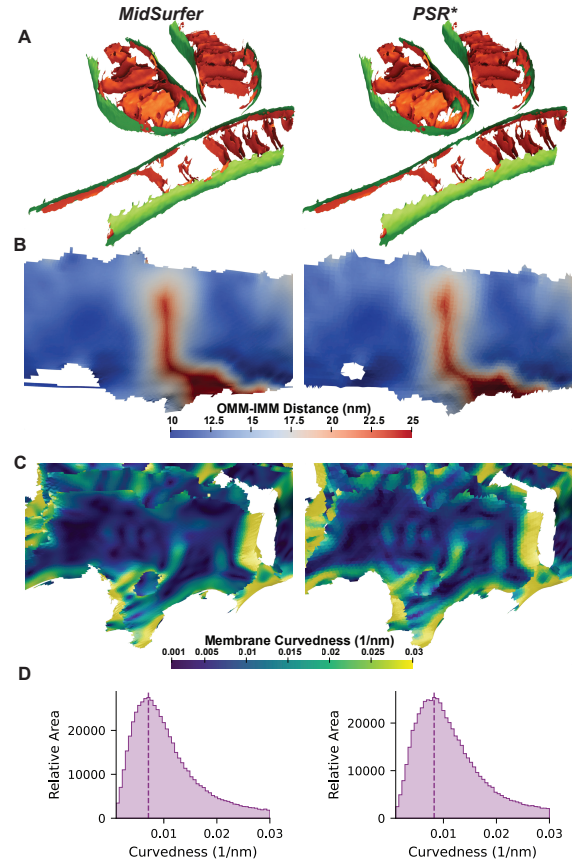 MidSurfer PSR*
A
B
OMM-IMM Distance (nm)
10 12.5 15 17.5 20 22.5 25
C
Membrane Curvedness (1/nm)
0.001 0.005 0.01 0.015 0.02 0.025 0.03
D
Relative Area
20000
10000
0
0.01 0.02 0.03
Curvedness (1/nm)
Relative Area
20000
10000
0
0.01 0.02 0.03
Curvedness (1/nm)